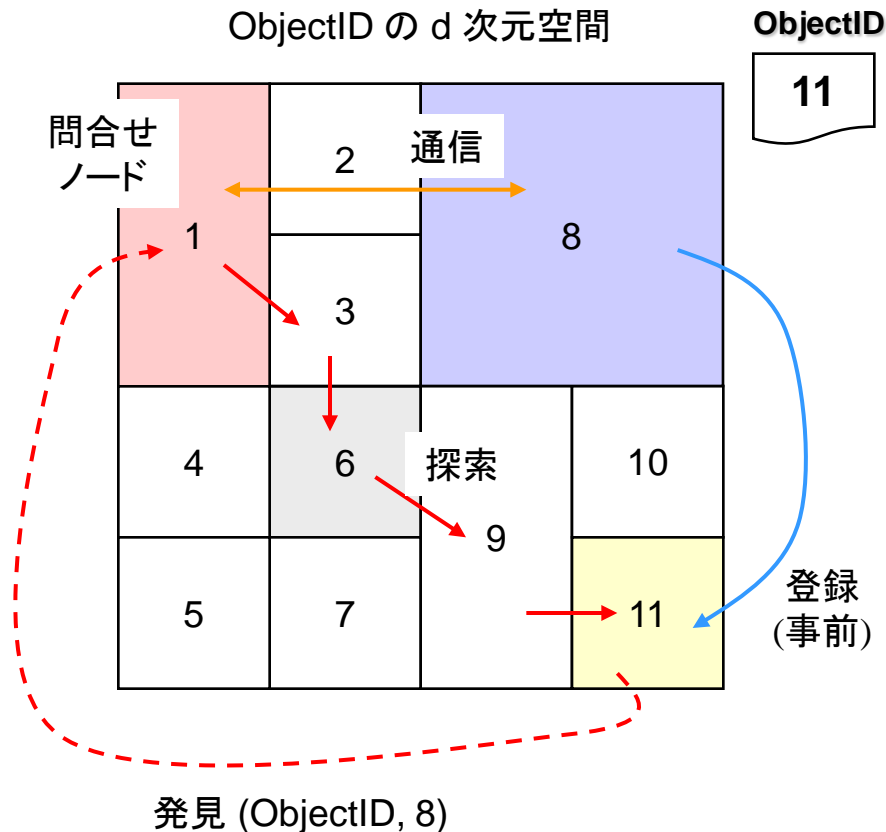 ObjectID の d 次元空間
ObjectID
11
問合せ
ノード
2
通信
1
8
3
4
6
探索
10
9
5
7
11
登録
(事前)
発見 (ObjectID, 8)